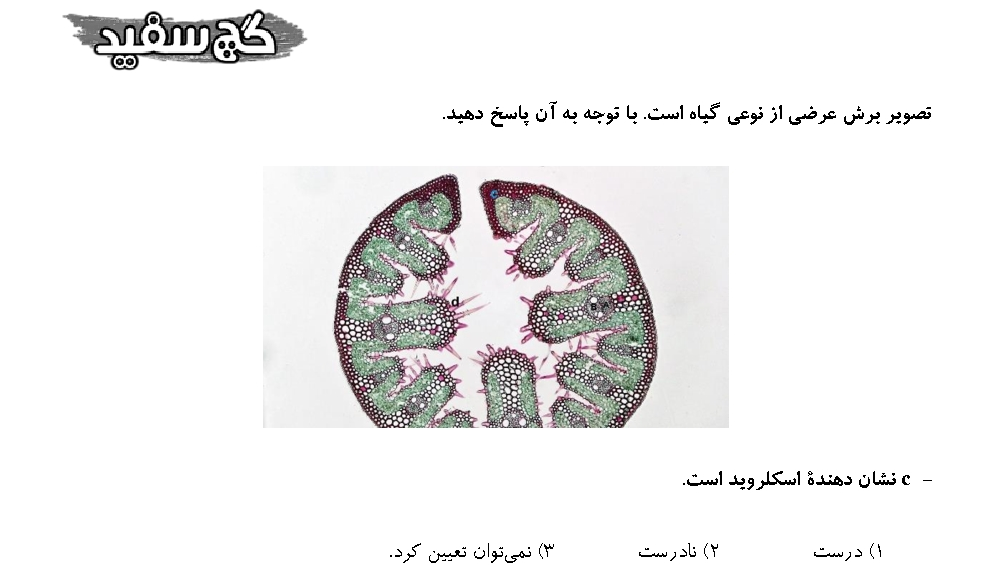 گچ سفید
تصویر برش عرضی از نوعی گیاه است. با توجه به آن پاسخ دهید.
d
- c نشان دهندهٔ اسکلروید است.
۱) درست ۲) نادرست ۳) نمی‌توان تعیین کرد.